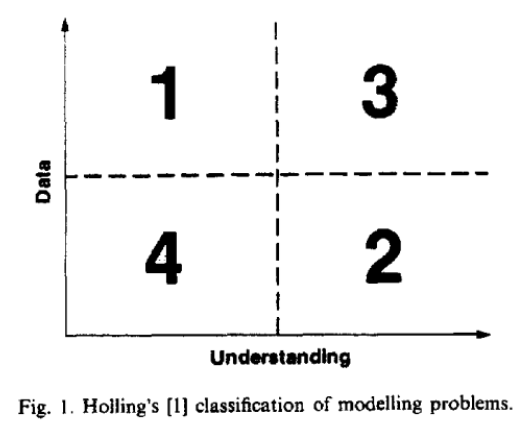 1 3
Data
4 2
Understanding
Fig. 1. Holling's [1] classification of modelling problems.